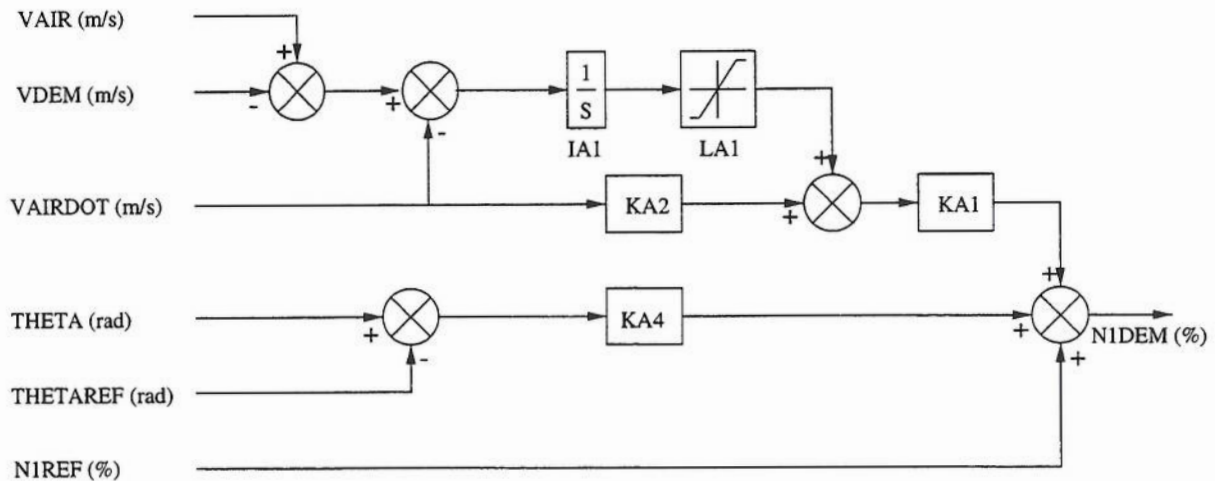 VAIR (m/s)
+
VDEM (m/s)
-
+
-
1
S
IA1
LA1
+
VAIRDOT (m/s)
KA2
+
KA1
+
THETA (rad)
+
-
KA4
+
N1DEM (%)
+
THETAREF (rad)
N1REF (%)